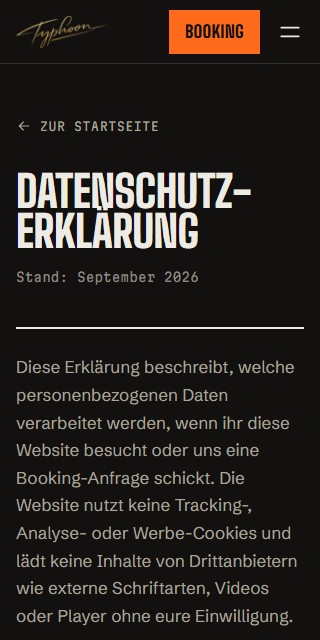 Typhoon
BOOKING
← ZUR STARTSEITE
DATENSCHUTZ-
ERKLÄRUNG
Stand: September 2026
Diese Erklärung beschreibt, welche
personenbezogenen Daten
verarbeitet werden, wenn ihr diese
Website besucht oder uns eine
Booking-Anfrage schickt. Die
Website nutzt keine Tracking-,
Analyse- oder Werbe-Cookies und
lädt keine Inhalte von Drittanbietern
wie externe Schriftarten, Videos
oder Player ohne eure Einwilligung.